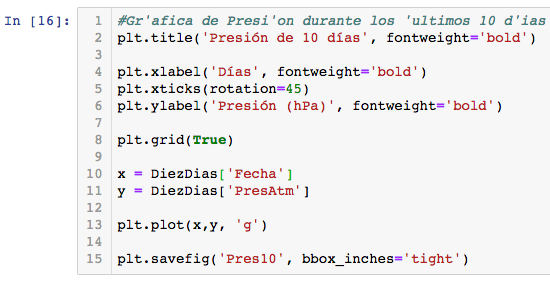 In [16]:
1 #Gr'afica de Presi'on durante los 'ultimos 10 d'ias
2 plt.title('Presión de 10 días', fontweight='bold')
3
4 plt.xlabel('Días', fontweight='bold')
5 plt.xticks(rotation=45)
6 plt.ylabel('Presión (hPa)', fontweight='bold')
7
8 plt.grid(True)
9
10 x = DiezDias['Fecha']
11 y = DiezDias['PresAtm']
12
13 plt.plot(x,y, 'g')
14
15 plt.savefig('Pres10', bbox_inches='tight')